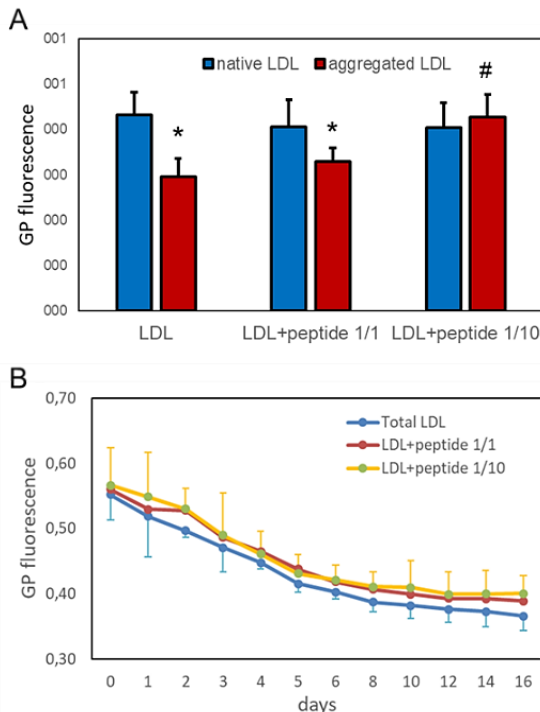 A
001
001
000
000
000
000
000
GP fluorescence
native LDL aggregated LDL
*
*
#
LDL LDL+peptide 1/1 LDL+peptide 1/10
B
0,70
0,60
0,50
0,40
0,30
GP fluorescence
Total LDL
LDL+peptide 1/1
LDL+peptide 1/10
0 1 2 3 4 5 6 8 10 12 14 16
days